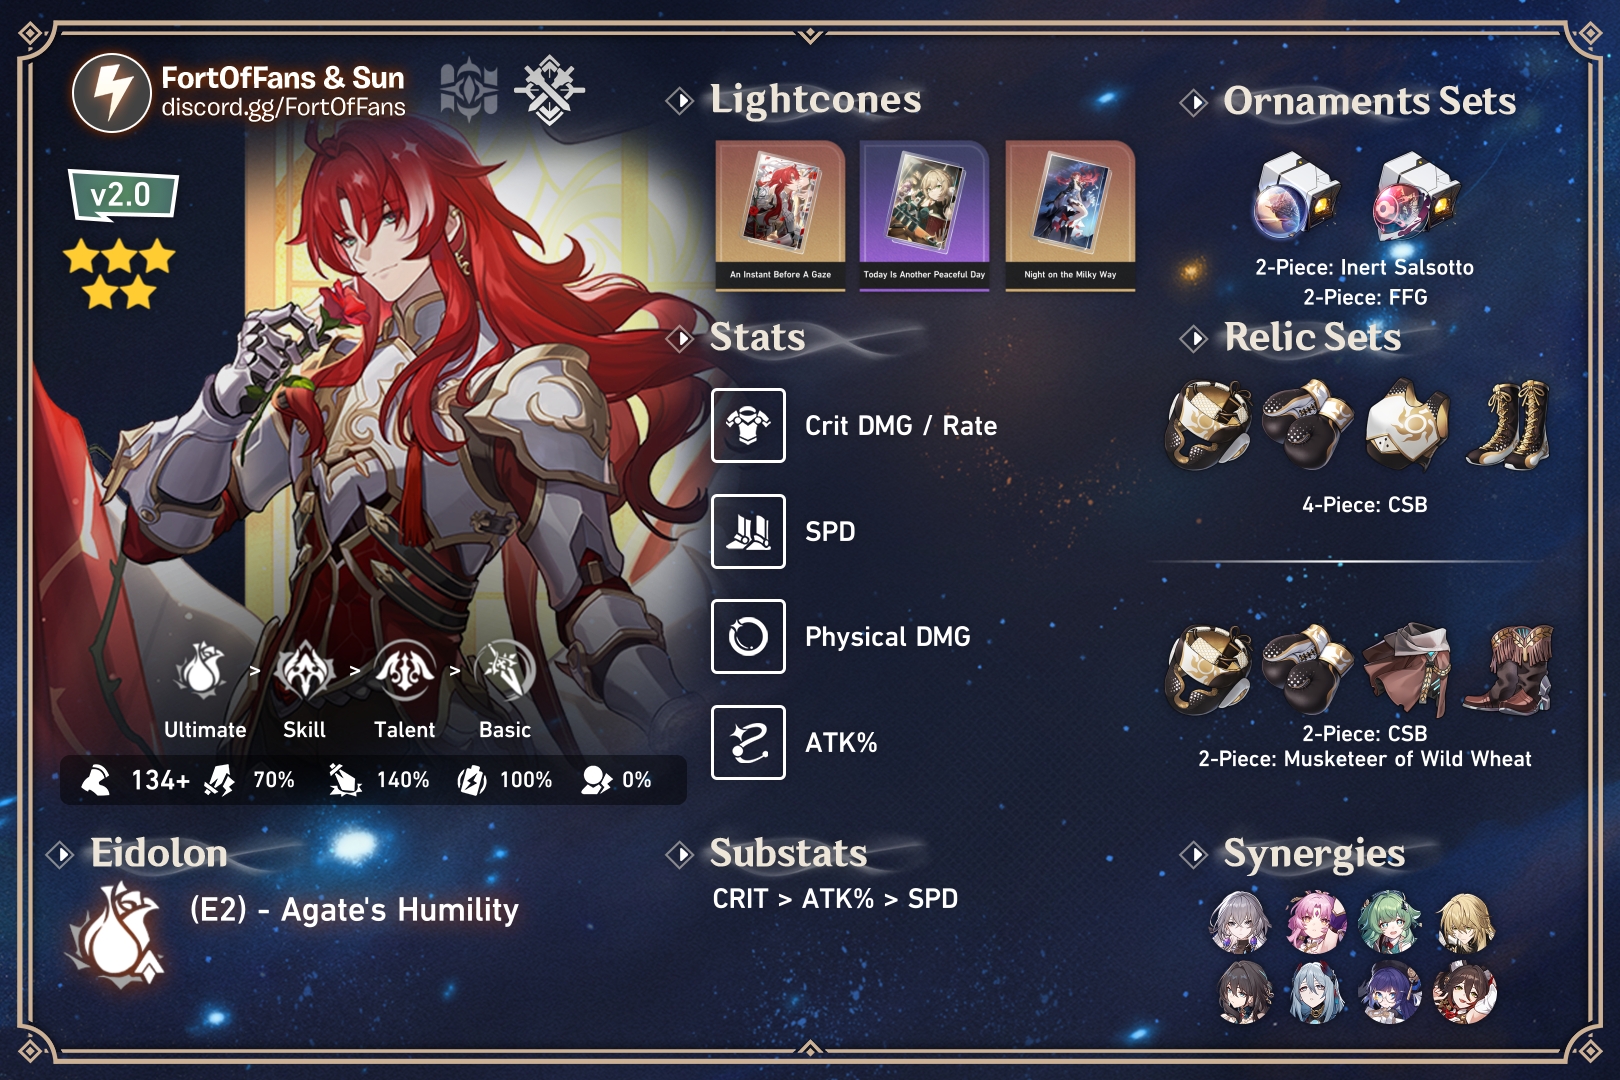 FortOfFans & Sun
discord.gg/FortOfFans
v2.0
Ultimate > Skill > Talent > Basic
134+ 70% 140% 100% 0%
Eidolon
(E2) - Agate's Humility
Lightcones
An Instant Before A Gaze
Today Is Another Peaceful Day
Night on the Milky Way
Stats
Crit DMG / Rate
SPD
Physical DMG
ATK%
Substats
CRIT > ATK% > SPD
Ornaments Sets
2-Piece: Inert Salsotto
2-Piece: FFG
Relic Sets
4-Piece: CSB
2-Piece: CSB
2-Piece: Musketeer of Wild Wheat
Synergies